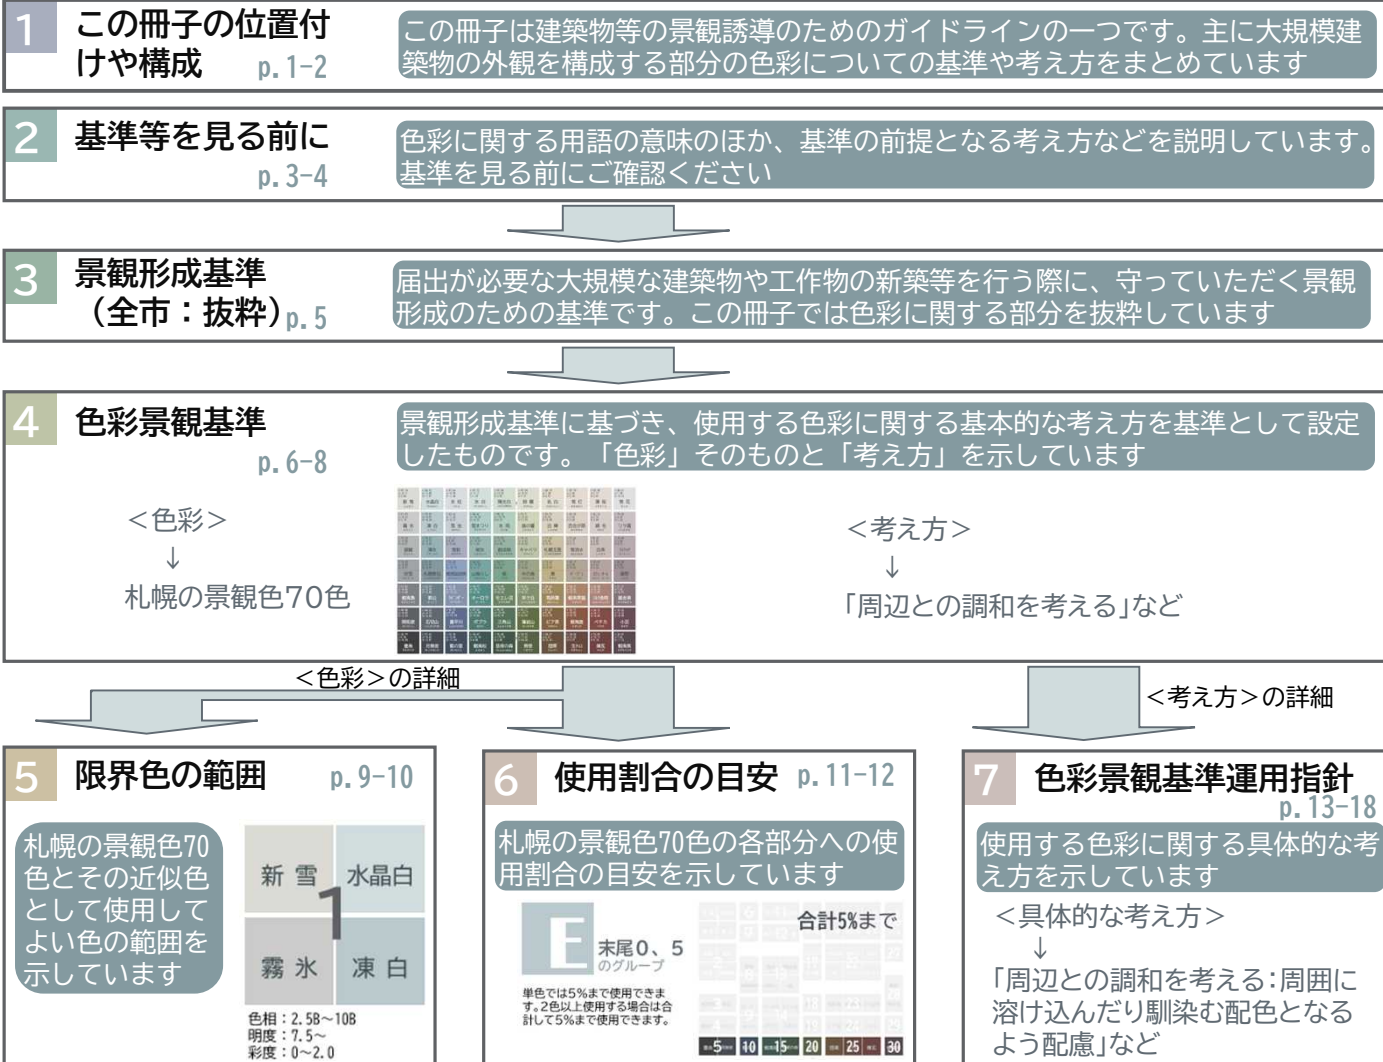 1 この冊子の位置付
けや構成 p.1-2
この冊子は建築物等の景観誘導のためのガイドラインの一つです。主に大規模建
築物の外観を構成する部分の色彩についての基準や考え方をまとめています
2 基準等を見る前に
p.3-4
色彩に関する用語の意味のほか、基準の前提となる考え方などを説明しています。
基準を見る前にご確認ください
3 景観形成基準
（全市：抜粋）p.5
届出が必要な大規模な建築物や工作物の新築等を行う際に、守っていただく景観
形成のための基準です。この冊子では色彩に関する部分を抜粋しています
4 色彩景観基準
p.6-8
景観形成基準に基づき、使用する色彩に関する基本的な考え方を基準として設定
したものです。「色彩」そのものと「考え方」を示しています
＜色彩＞
↓
札幌の景観色70色
＜考え方＞
↓
「周辺との調和を考える」など
＜色彩＞の詳細
＜考え方＞の詳細
5 限界色の範囲 p.9-10
札幌の景観色70
色とその近似色
として使用して
よい色の範囲を
示しています
新雪 水晶白
1
霧氷 凍白
色相：2.5B～10B
明度：7.5～
彩度：0～2.0
6 使用割合の目安 p.11-12
札幌の景観色70色の各部分への使
用割合の目安を示しています
E 末尾0、5
のグループ
単色では5%まで使用できま
す。2色以上使用する場合は合
計して5%まで使用できます。
合計5%まで
5 10 15 20 25 30
7 色彩景観基準運用指針
p.13-18
使用する色彩に関する具体的な考
え方を示しています
＜具体的な考え方＞
↓
「周辺との調和を考える：周囲に
溶け込んだり馴染む配色となる
よう配慮」など